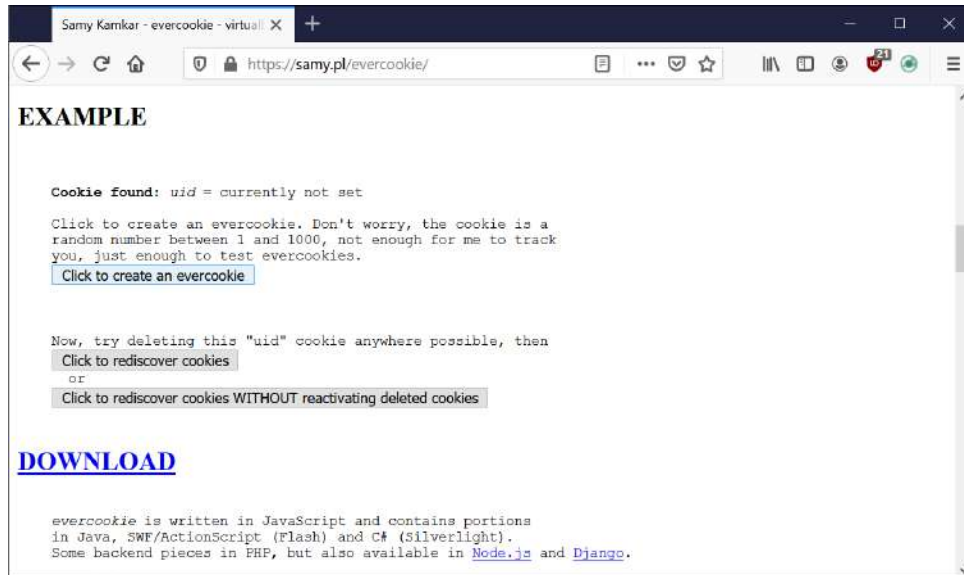 Samy Kamkar - evercookie - virtuall
https://samy.pl/evercookie/
21
EXAMPLE
Cookie found: uid = currently not set
Click to create an evercookie. Don't worry, the cookie is a
random number between 1 and 1000, not enough for me to track
you, just enough to test evercookies.
Click to create an evercookie
Now, try deleting this "uid" cookie anywhere possible, then
Click to rediscover cookies
or
Click to rediscover cookies WITHOUT reactivating deleted cookies
DOWNLOAD
evercookie is written in JavaScript and contains portions
in Java, SWF/ActionScript (Flash) and C# (Silverlight).
Some backend pieces in PHP, but also available in Node.js and Django.